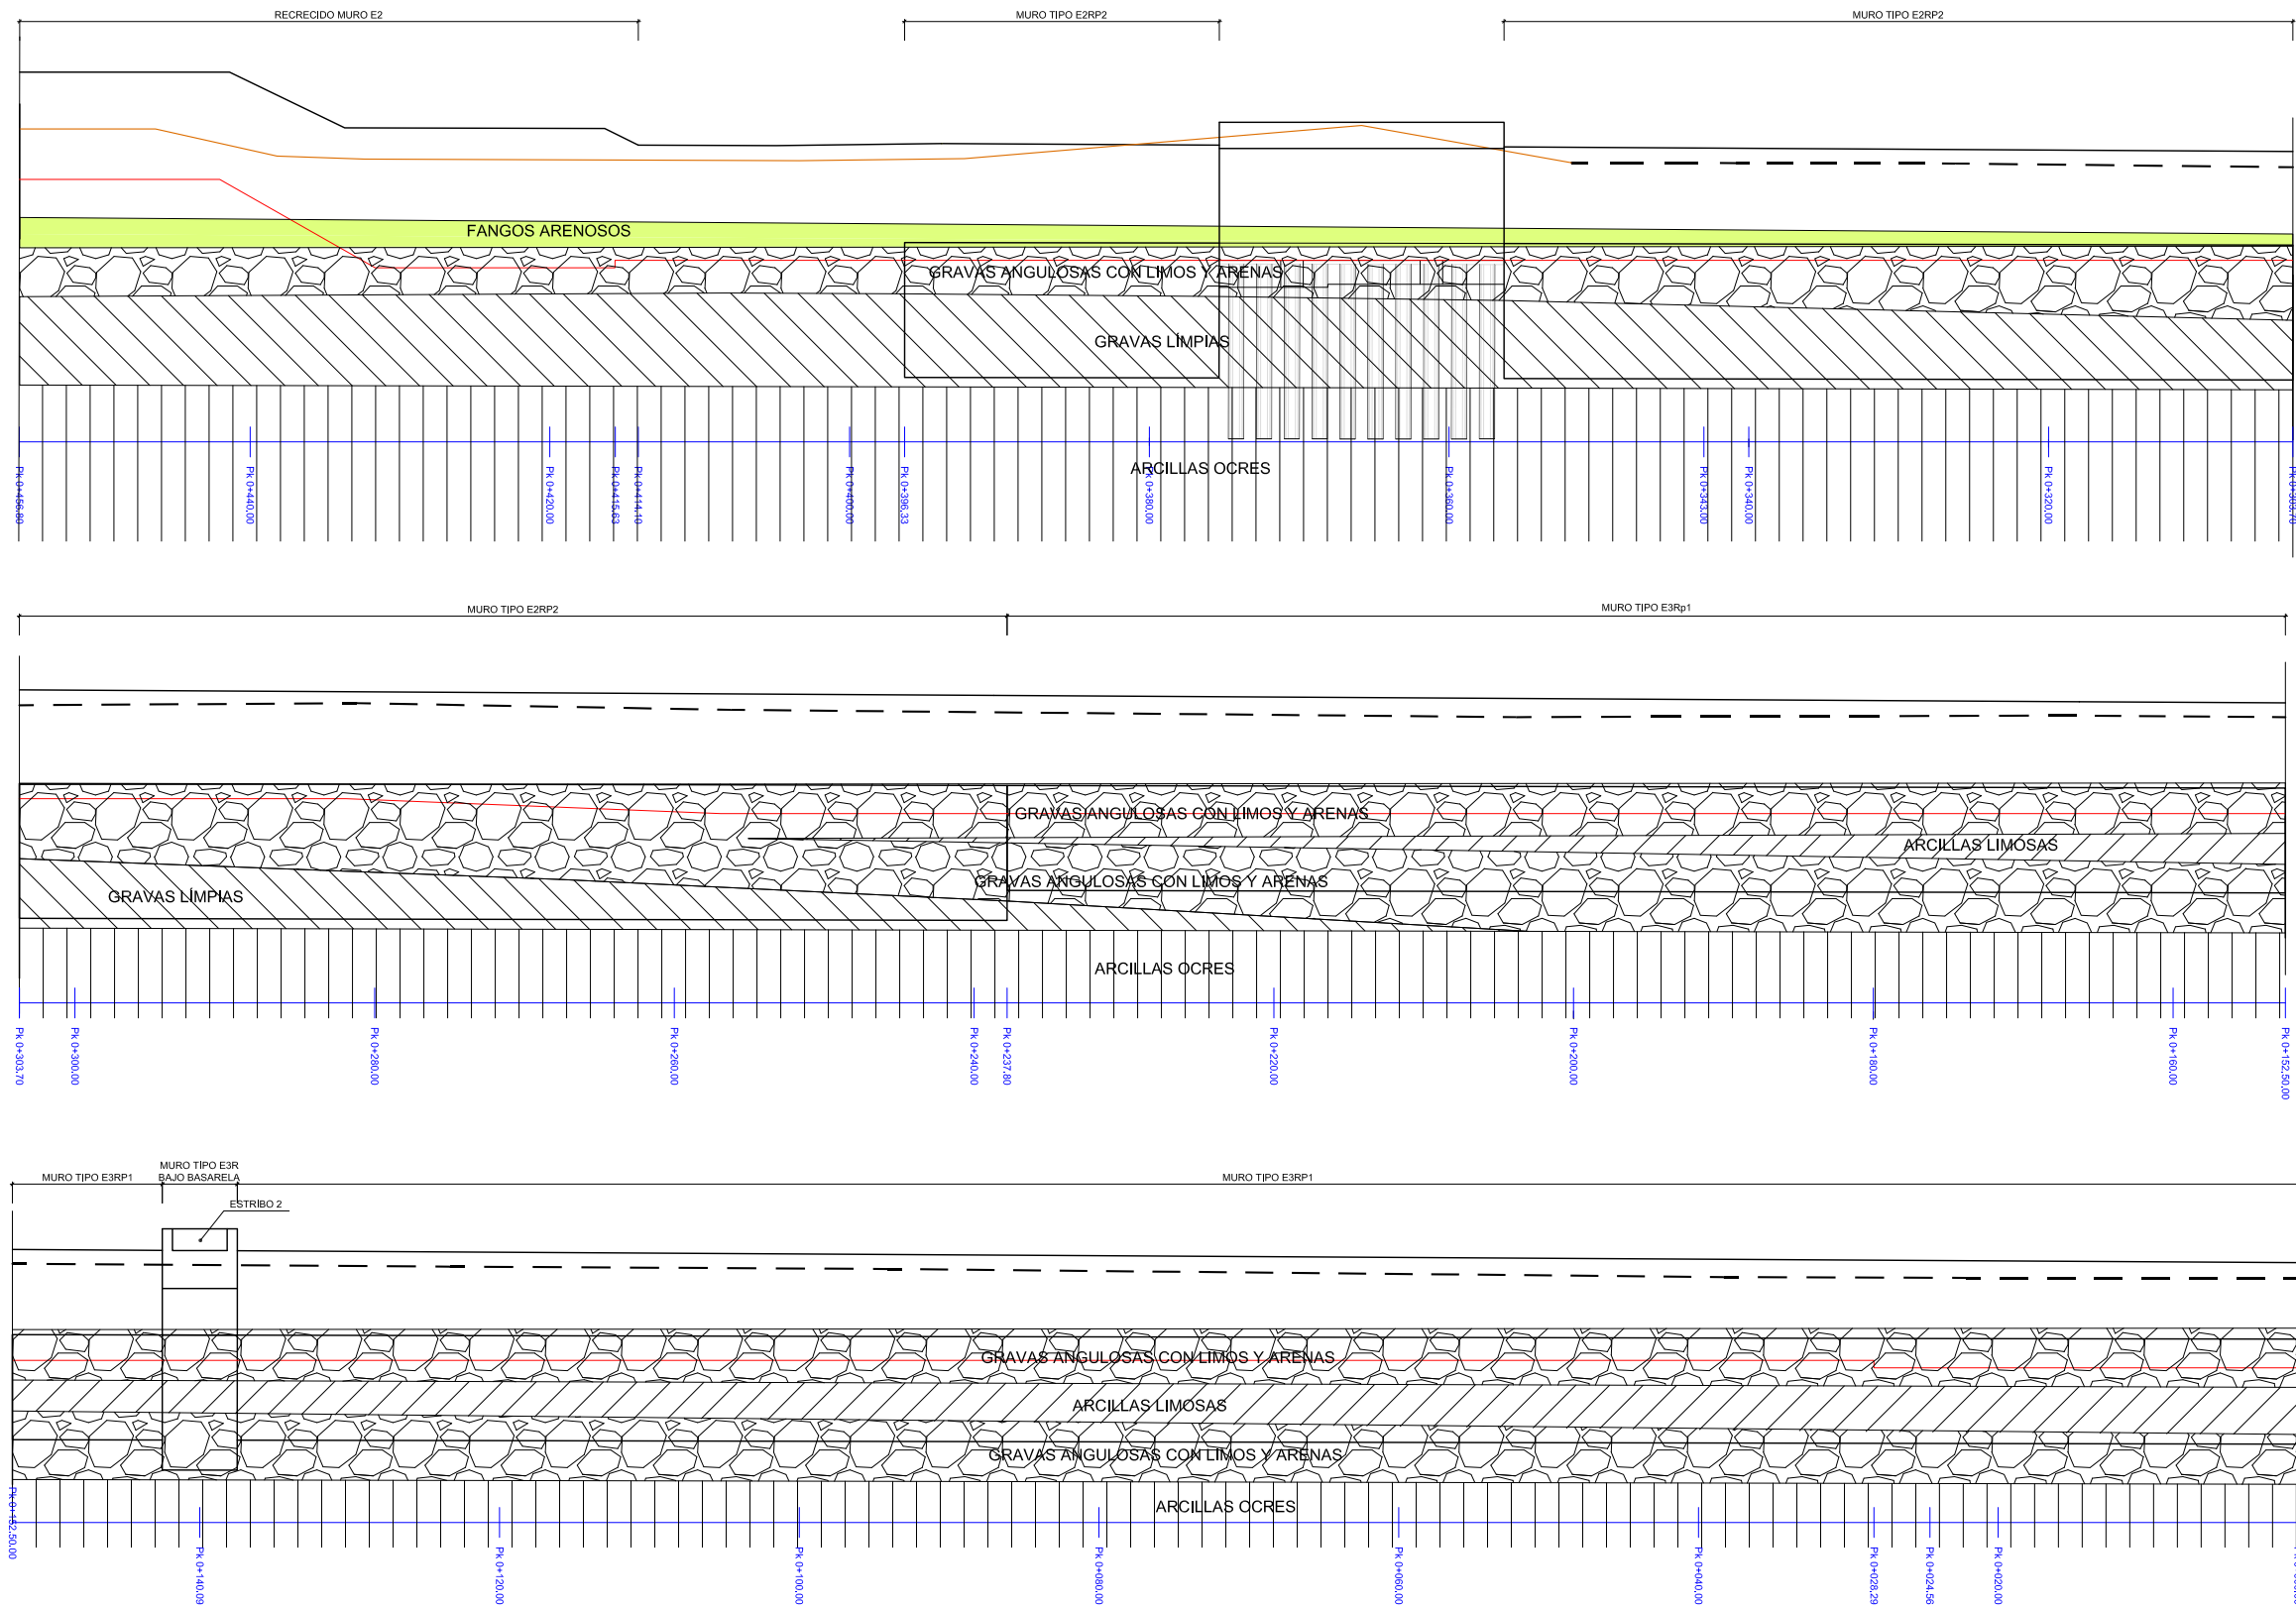 RECRECIDO MURO E2
MURO TIPO E2RP2
MURO TIPO E2RP2
FANGOS ARENOSOS
GRAVAS ANGULOSAS CON LIMOS Y ARENAS
GRAVAS LÍMPIAS
ARCILLAS OCRES
Pk 0+456.80
Pk 0+440.00
Pk 0+420.00
Pk 0+415.63
Pk 0+414.10
Pk 0+400.00
Pk 0+396.33
Pk 0+380.00
Pk 0+360.00
Pk 0+343.00
Pk 0+340.00
Pk 0+320.00
Pk 0+303.70
MURO TIPO E2RP2
MURO TIPO E3Rp1
GRAVAS ANGULOSAS CON LIMOS Y ARENAS
ARCILLAS LIMOSAS
GRAVAS ANGULOSAS CON LIMOS Y ARENAS
GRAVAS LÍMPIAS
ARCILLAS OCRES
Pk 0+303.70
Pk 0+300.00
Pk 0+280.00
Pk 0+260.00
Pk 0+240.00
Pk 0+237.80
Pk 0+220.00
Pk 0+200.00
Pk 0+180.00
Pk 0+160.00
Pk 0+152.50,00
MURO TIPO E3RP1
MURO TIPO E3R
BAJO BASARELA
MURO TIPO E3RP1
ESTRIBO 2
GRAVAS ANGULOSAS CON LIMOS Y ARENAS
ARCILLAS LIMOSAS
GRAVAS ANGULOSAS CON LIMOS Y ARENAS
ARCILLAS OCRES
Pk 0+152.50.00
Pk 0+140.09
Pk 0+120.00
Pk 0+100.00
Pk 0+080.00
Pk 0+060.00
Pk 0+040.00
Pk 0+028.29
Pk 0+024.56
Pk 0+020.00